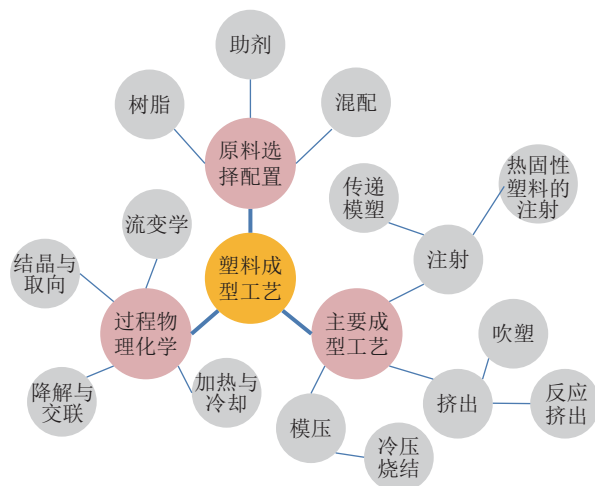 助剂
树脂
混配
原料选
择配置
热固性
塑料的
注射
传递
模塑
流变学
注射
结晶与
取向
塑料成
型工艺
过程物
理化学
主要成
型工艺
吹塑
加热与
冷却
降解与
交联
挤出
反应
挤出
模压
冷压
烧结